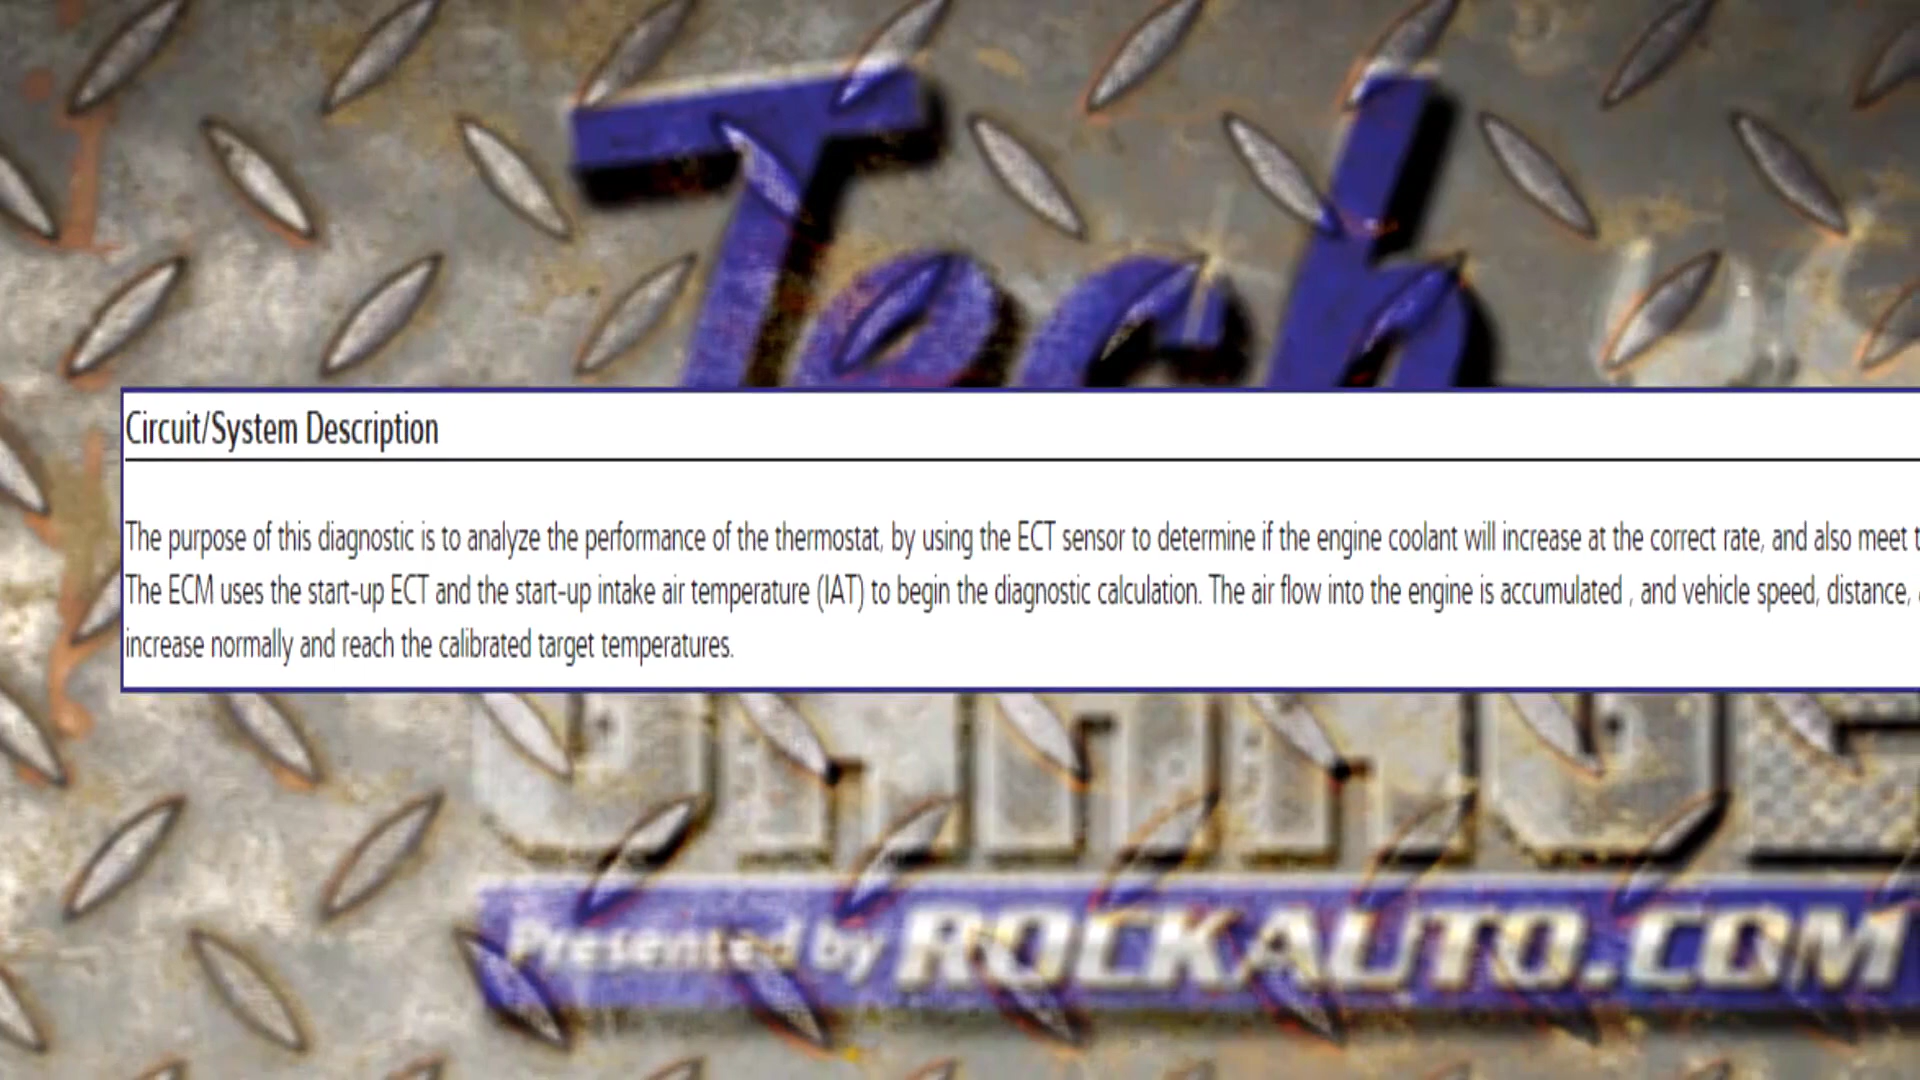 Tech
Circuit/System Description
The purpose of this diagnostic is to analyze the performance of the thermostat, by using the ECT sensor to determine if the engine coolant will increase at the correct rate, and also meet
The ECM uses the start-up ECT and the start-up intake air temperature (IAT) to begin the diagnostic calculation. The air flow into the engine is accumulated , and vehicle speed, distance,
increase normally and reach the calibrated target temperatures.
Presented by ROCKAUTO.COM